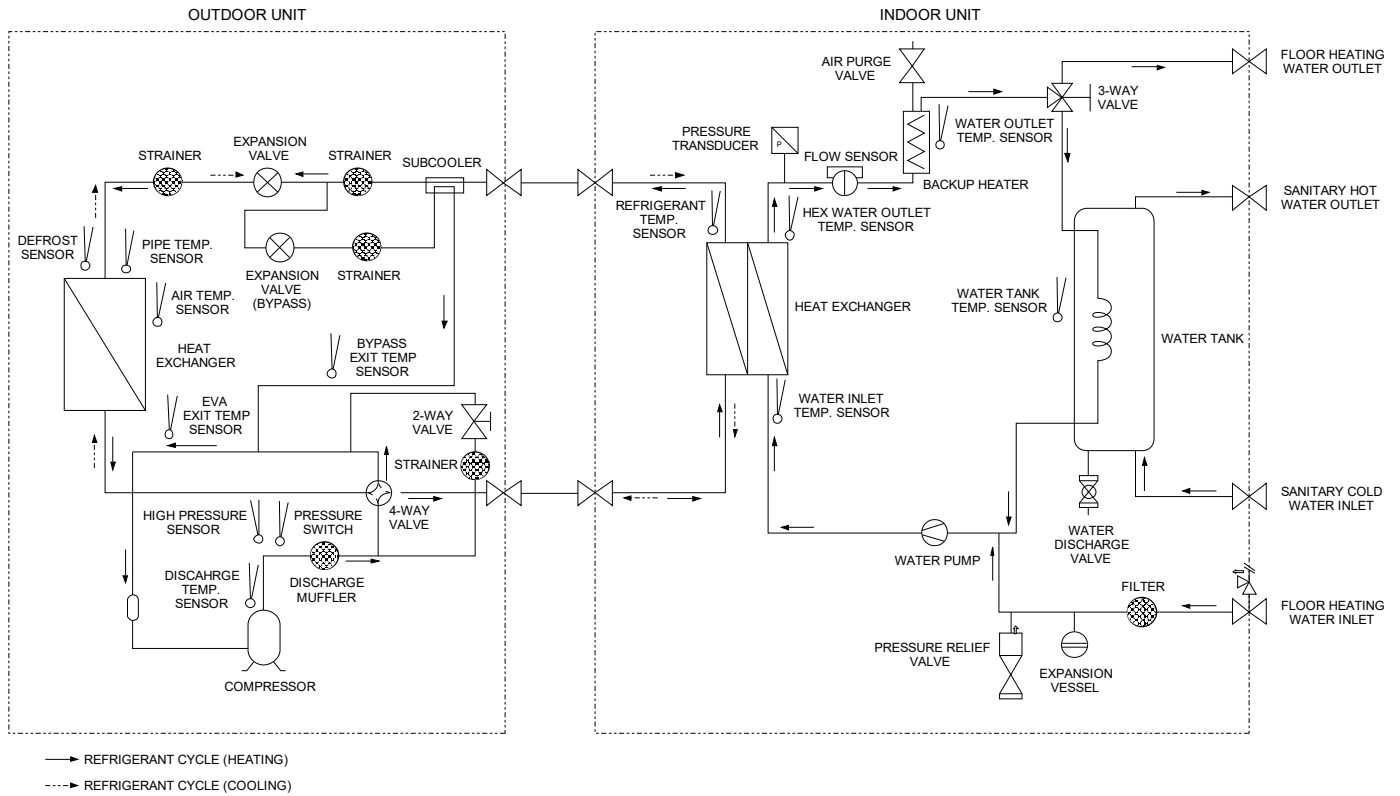 OUTDOOR UNIT
INDOOR UNIT
STRAINER
EXPANSION
VALVE
STRAINER
SUBCOOLER
DEFROST
SENSOR
PIPE TEMP.
SENSOR
EXPANSION
VALVE
(BYPASS)
STRAINER
AIR TEMP.
SENSOR
HEAT
EXCHANGER
BYPASS
EXIT TEMP
SENSOR
EVA
EXIT TEMP
SENSOR
2-WAY
VALVE
STRAINER
4-WAY
VALVE
HIGH PRESSURE
SENSOR
PRESSURE
SWITCH
DISCAHRGE
TEMP.
SENSOR
DISCHARGE
MUFFLER
COMPRESSOR
AIR PURGE
VALVE
PRESSURE
TRANSDUCER
P
FLOW SENSOR
WATER OUTLET
TEMP. SENSOR
BACKUP HEATER
3-WAY
VALVE
FLOOR HEATING
WATER OUTLET
REFRIGERANT
TEMP.
SENSOR
HEX WATER OUTLET
TEMP. SENSOR
SANITARY HOT
WATER OUTLET
HEAT EXCHANGER
WATER TANK
TEMP. SENSOR
WATER TANK
WATER INLET
TEMP. SENSOR
WATER PUMP
WATER
DISCHARGE
VALVE
SANITARY COLD
WATER INLET
FILTER
FLOOR HEATING
WATER INLET
PRESSURE RELIEF
VALVE
EXPANSION
VESSEL
REFRIGERANT CYCLE (HEATING)
REFRIGERANT CYCLE (COOLING)